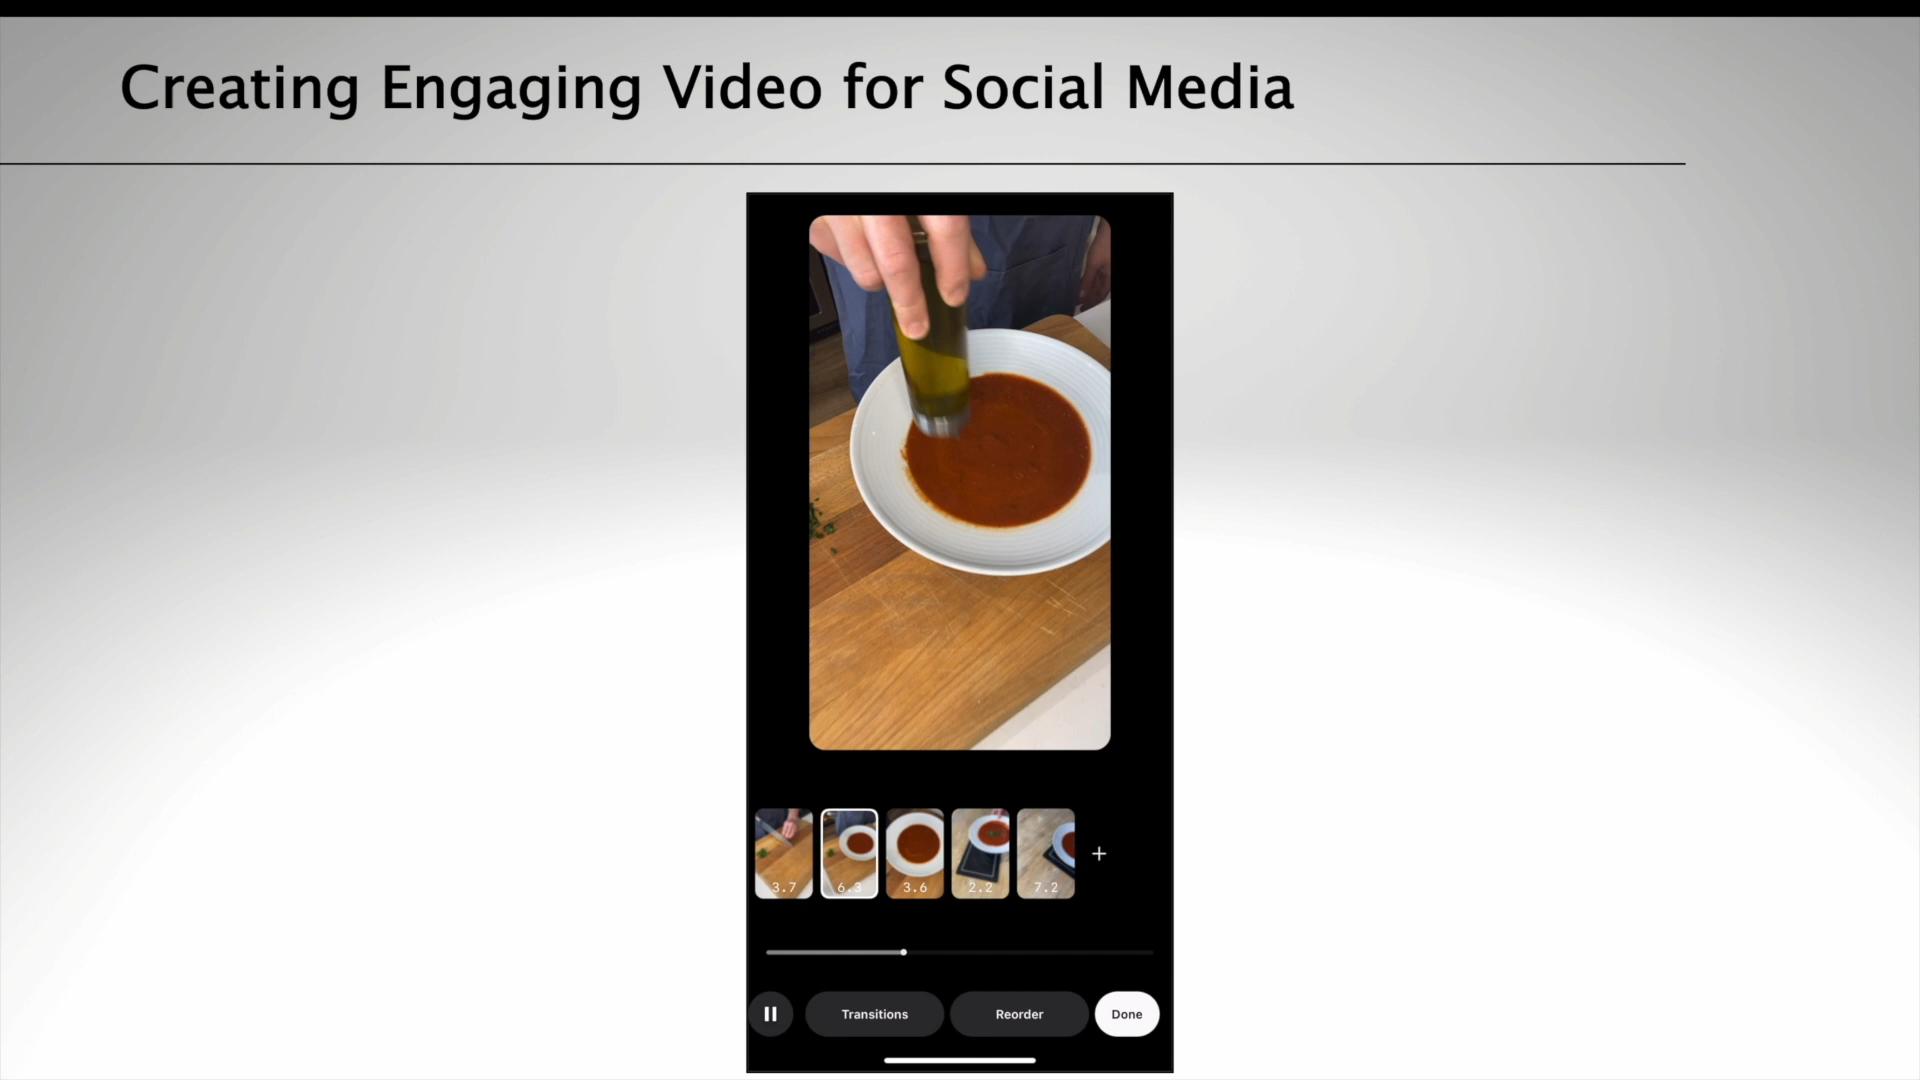 Creating Engaging Video for Social Media
3.7 6.3 3.6 2.2 7.2
Transitions Reorder Done